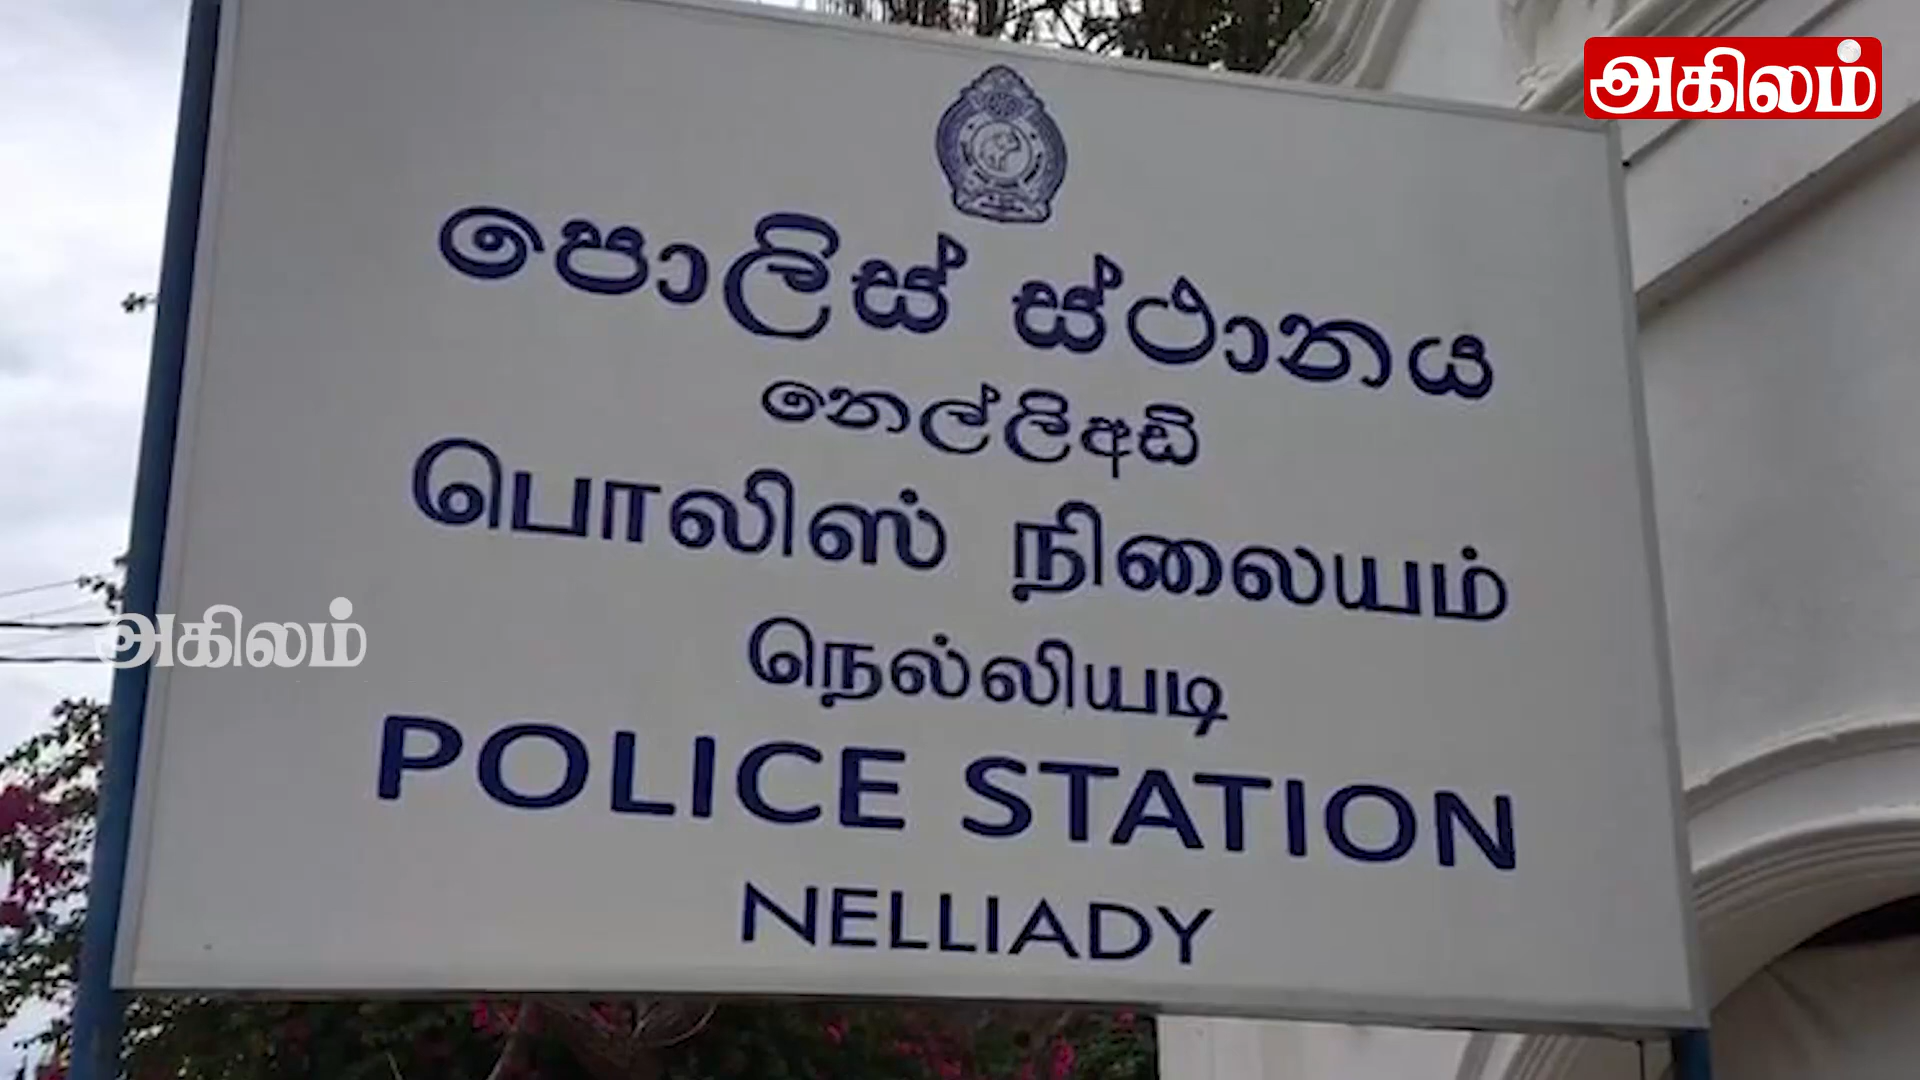 அகிலம்
පොලිස් ස්ථානය
නෙල්ලිඅඩි
பொலிஸ் நிலையம்
நெல்லியடி
அகிலம்
POLICE STATION
NELLIADY